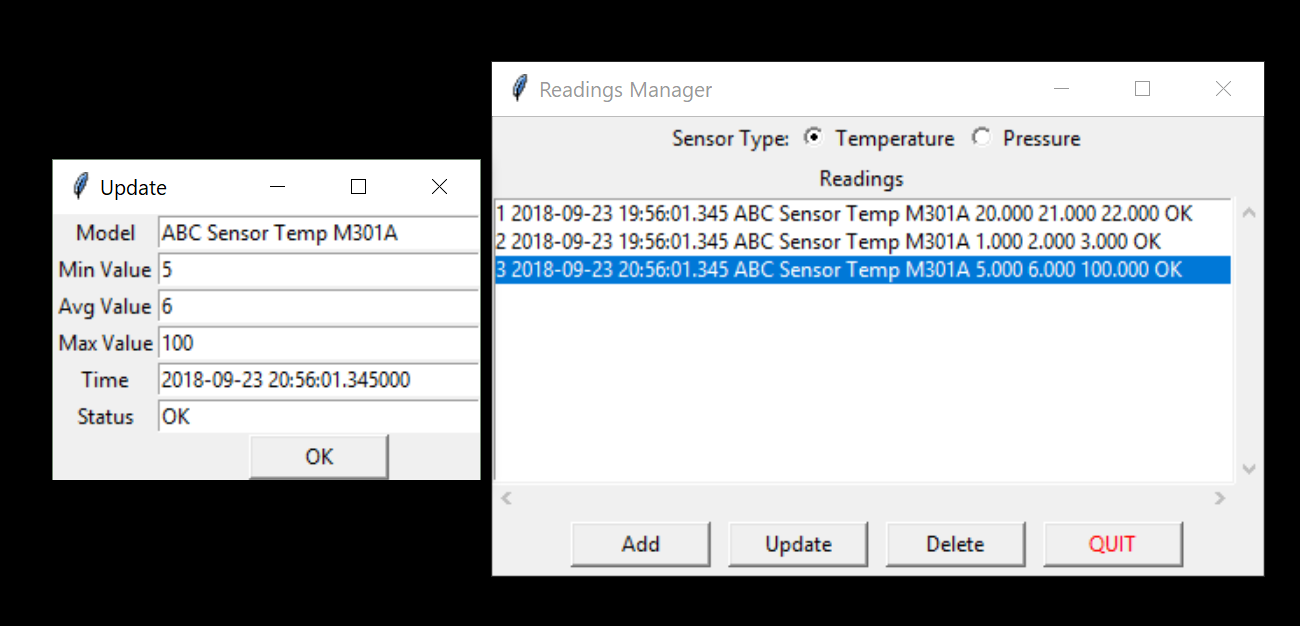 Update
Model ABC Sensor Temp M301A
Min Value 5
Avg Value 6
Max Value 100
Time 2018-09-23 20:56:01.345000
Status OK
OK
Readings Manager
Sensor Type: Temperature Pressure
Readings
1 2018-09-23 19:56:01.345 ABC Sensor Temp M301A 20.000 21.000 22.000 OK
2 2018-09-23 19:56:01.345 ABC Sensor Temp M301A 1.000 2.000 3.000 OK
3 2018-09-23 20:56:01.345 ABC Sensor Temp M301A 5.000 6.000 100.000 OK
Add Update Delete QUIT